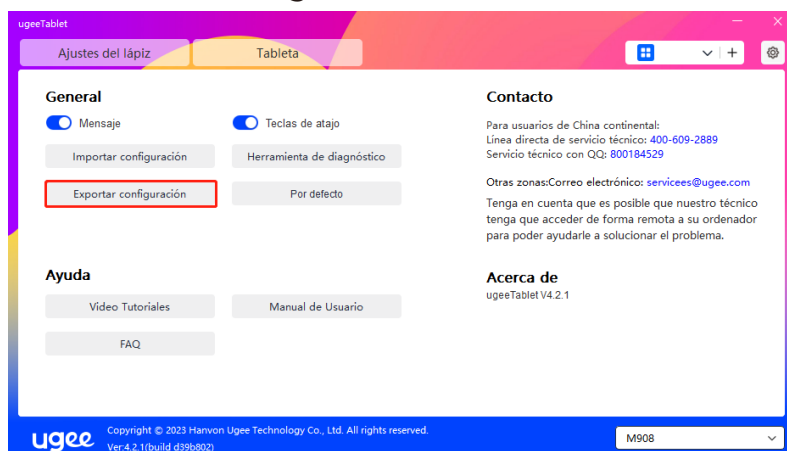 ugeeTablet
Ajustes del lápiz
Tableta
General
Mensaje
Teclas de atajo
Importar configuración
Herramienta de diagnóstico
Exportar configuración
Por defecto
Ayuda
Video Tutoriales
Manual de Usuario
FAQ
Contacto
Para usuarios de China continental:
Línea directa de servicio técnico: 400-609-2889
Servicio técnico con QQ: 800184529
Otras zonas:Correo electrónico: servicees@ugee.com
Tenga en cuenta que es posible que nuestro técnico
tenga que acceder de forma remota a su ordenador
para poder ayudarle a solucionar el problema.
Acerca de
ugeeTablet V4.2.1
ugee
Copyright © 2023 Hanvon Ugee Technology Co., Ltd. All rights reserved.
Ver:4.2.1(build d39b802)
M908